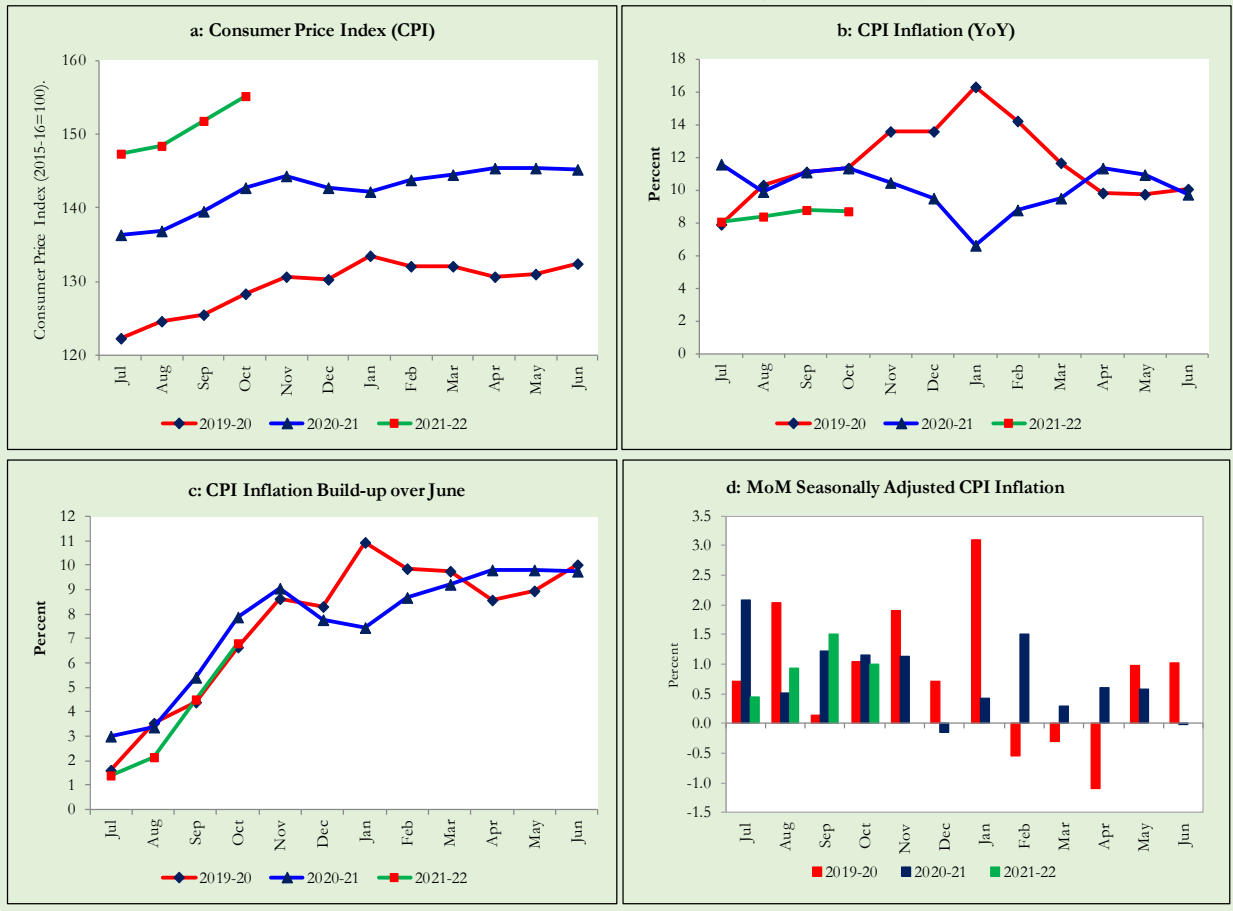 a: Consumer Price Index (CPI)
Consumer Price Index (2015-16=100).
160
150
140
130
120
Jul Aug Sep Oct Nov Dec Jan Feb Mar Apr May Jun
2019-20 2020-21 2021-22
b: CPI Inflation (YoY)
Percent
18
16
14
12
10
8
6
4
2
0
Jul Aug Sep Oct Nov Dec Jan Feb Mar Apr May Jun
2019-20 2020-21 2021-22
c: CPI Inflation Build-up over June
Percent
12
11
10
9
8
7
6
5
4
3
2
1
0
Jul Aug Sep Oct Nov Dec Jan Feb Mar Apr May Jun
2019-20 2020-21 2021-22
d: MoM Seasonally Adjusted CPI Inflation
Percent
3.5
3.0
2.5
2.0
1.5
1.0
0.5
0.0
-0.5
-1.0
-1.5
Jul Aug Sep Oct Nov Dec Jan Feb Mar Apr May Jun
2019-20 2020-21 2021-22